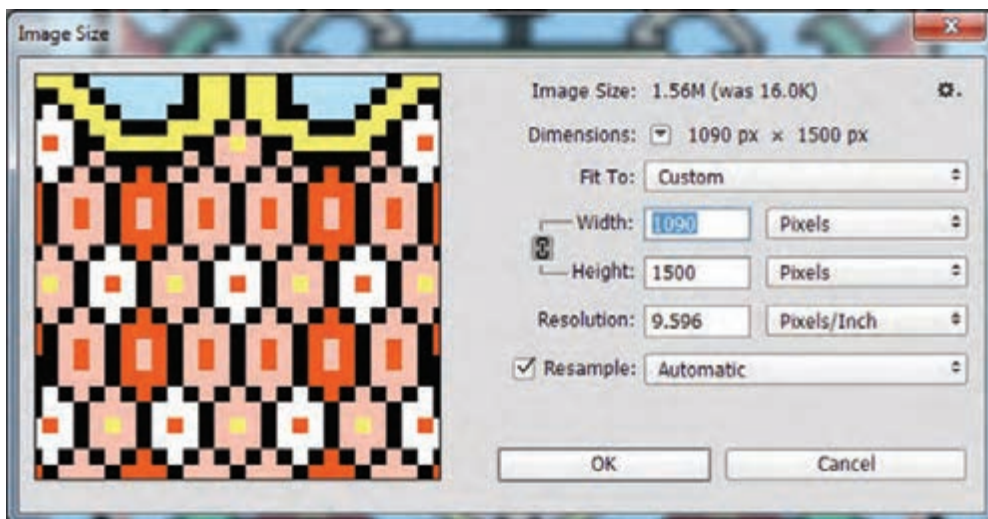 Image Size
Image Size: 1.56M (was 16.0K)
Dimensions: 1090 px × 1500 px
Fit To: Custom
Width: 1090 Pixels
Height: 1500 Pixels
Resolution: 9.596 Pixels/Inch
Resample: Automatic
OK Cancel